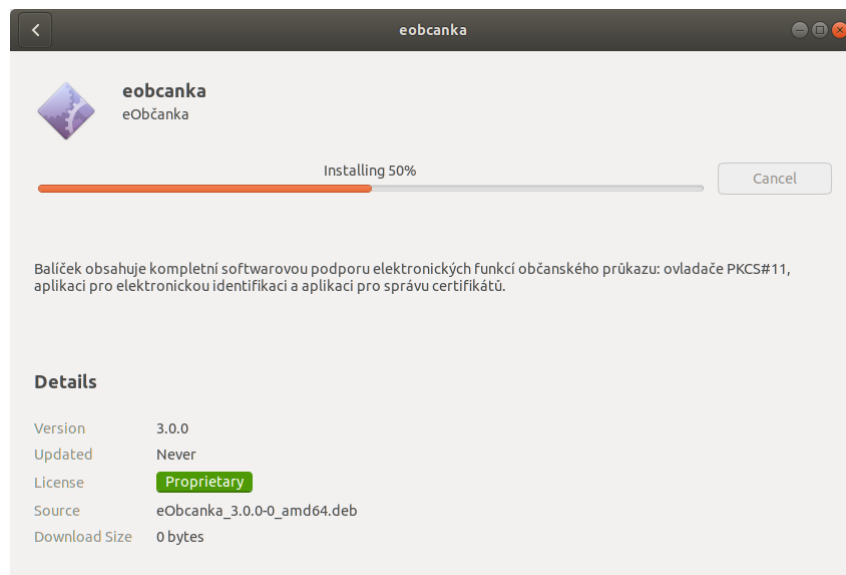 eobcanka
eobcanka
eObčanka
Installing 50%
Cancel
Balíček obsahuje kompletní softwarovou podporu elektronických funkcí občanského průkazu: ovladače PKCS#11,
aplikaci pro elektronickou identifikaci a aplikaci pro správu certifikátů.
Details
Version 3.0.0
Updated Never
License Proprietary
Source eObcanka_3.0.0-0_amd64.deb
Download Size 0 bytes